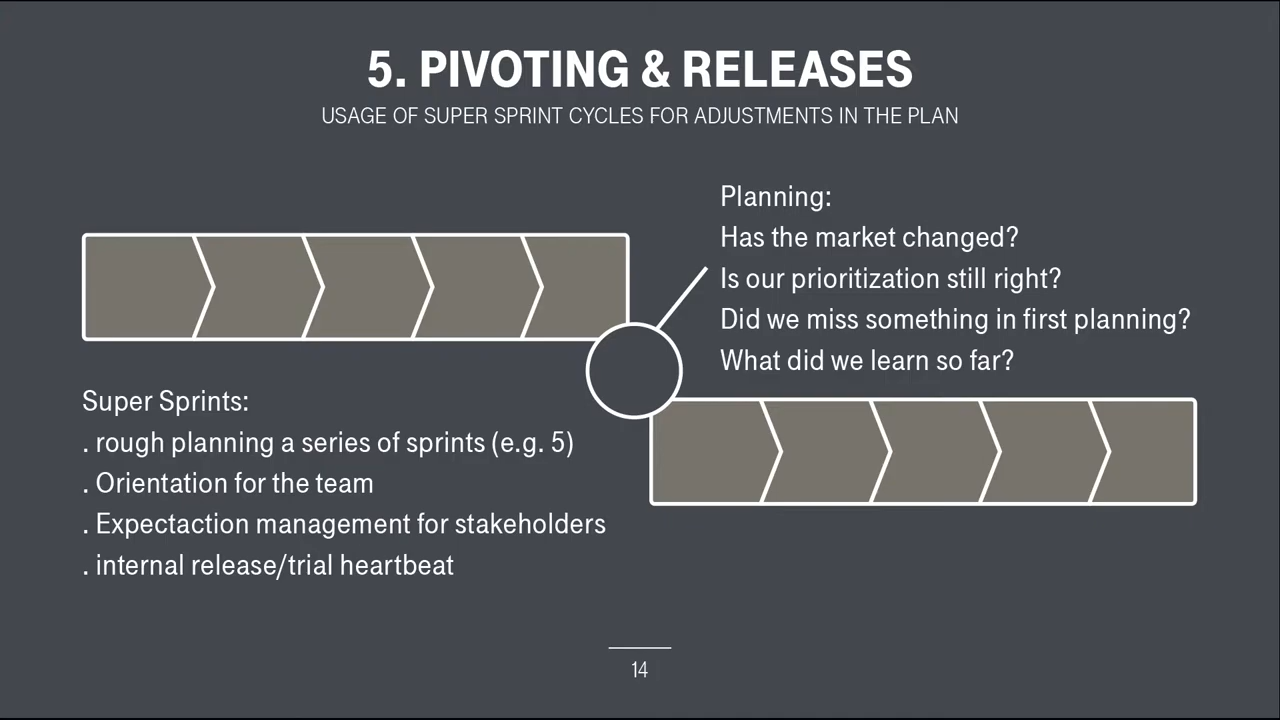 5. PIVOTING & RELEASES
USAGE OF SUPER SPRINT CYCLES FOR ADJUSTMENTS IN THE PLAN
Planning:
Has the market changed?
Is our prioritization still right?
Did we miss something in first planning?
What did we learn so far?
Super Sprints:
. rough planning a series of sprints (e.g. 5)
. Orientation for the team
. Expectaction management for stakeholders
. internal release/trial heartbeat
14